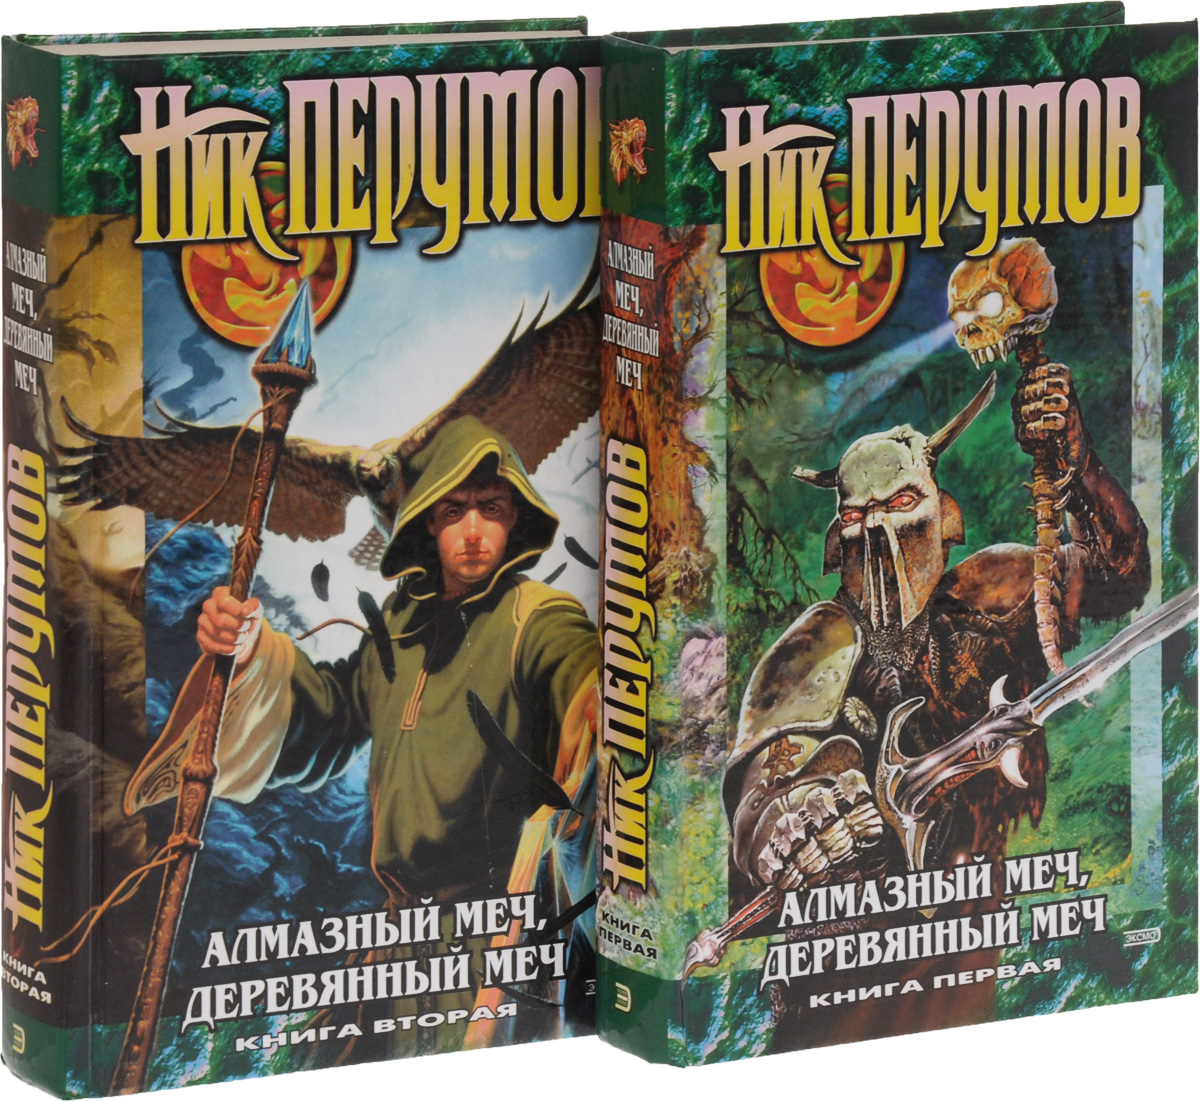 Ник ПЕРУМОВ
АЛМАЗНЫЙ МЕЧ,
ДЕРЕВЯННЫЙ МЕЧ
КНИГА ВТОРАЯ
АЛМАЗНЫЙ
МЕЧ,
ДЕРЕВЯННЫЙ
МЕЧ
Ник ПЕРУМОВ
КНИГА
ВТОРАЯ
Э
Ник ПЕРУМОВ
АЛМАЗНЫЙ МЕЧ,
ДЕРЕВЯННЫЙ МЕЧ
КНИГА ПЕРВАЯ
ЭКСМО
АЛМАЗНЫЙ
МЕЧ,
ДЕРЕВЯННЫЙ
МЕЧ
Ник ПЕРУМОВ
КНИГА
ПЕРВАЯ
Э